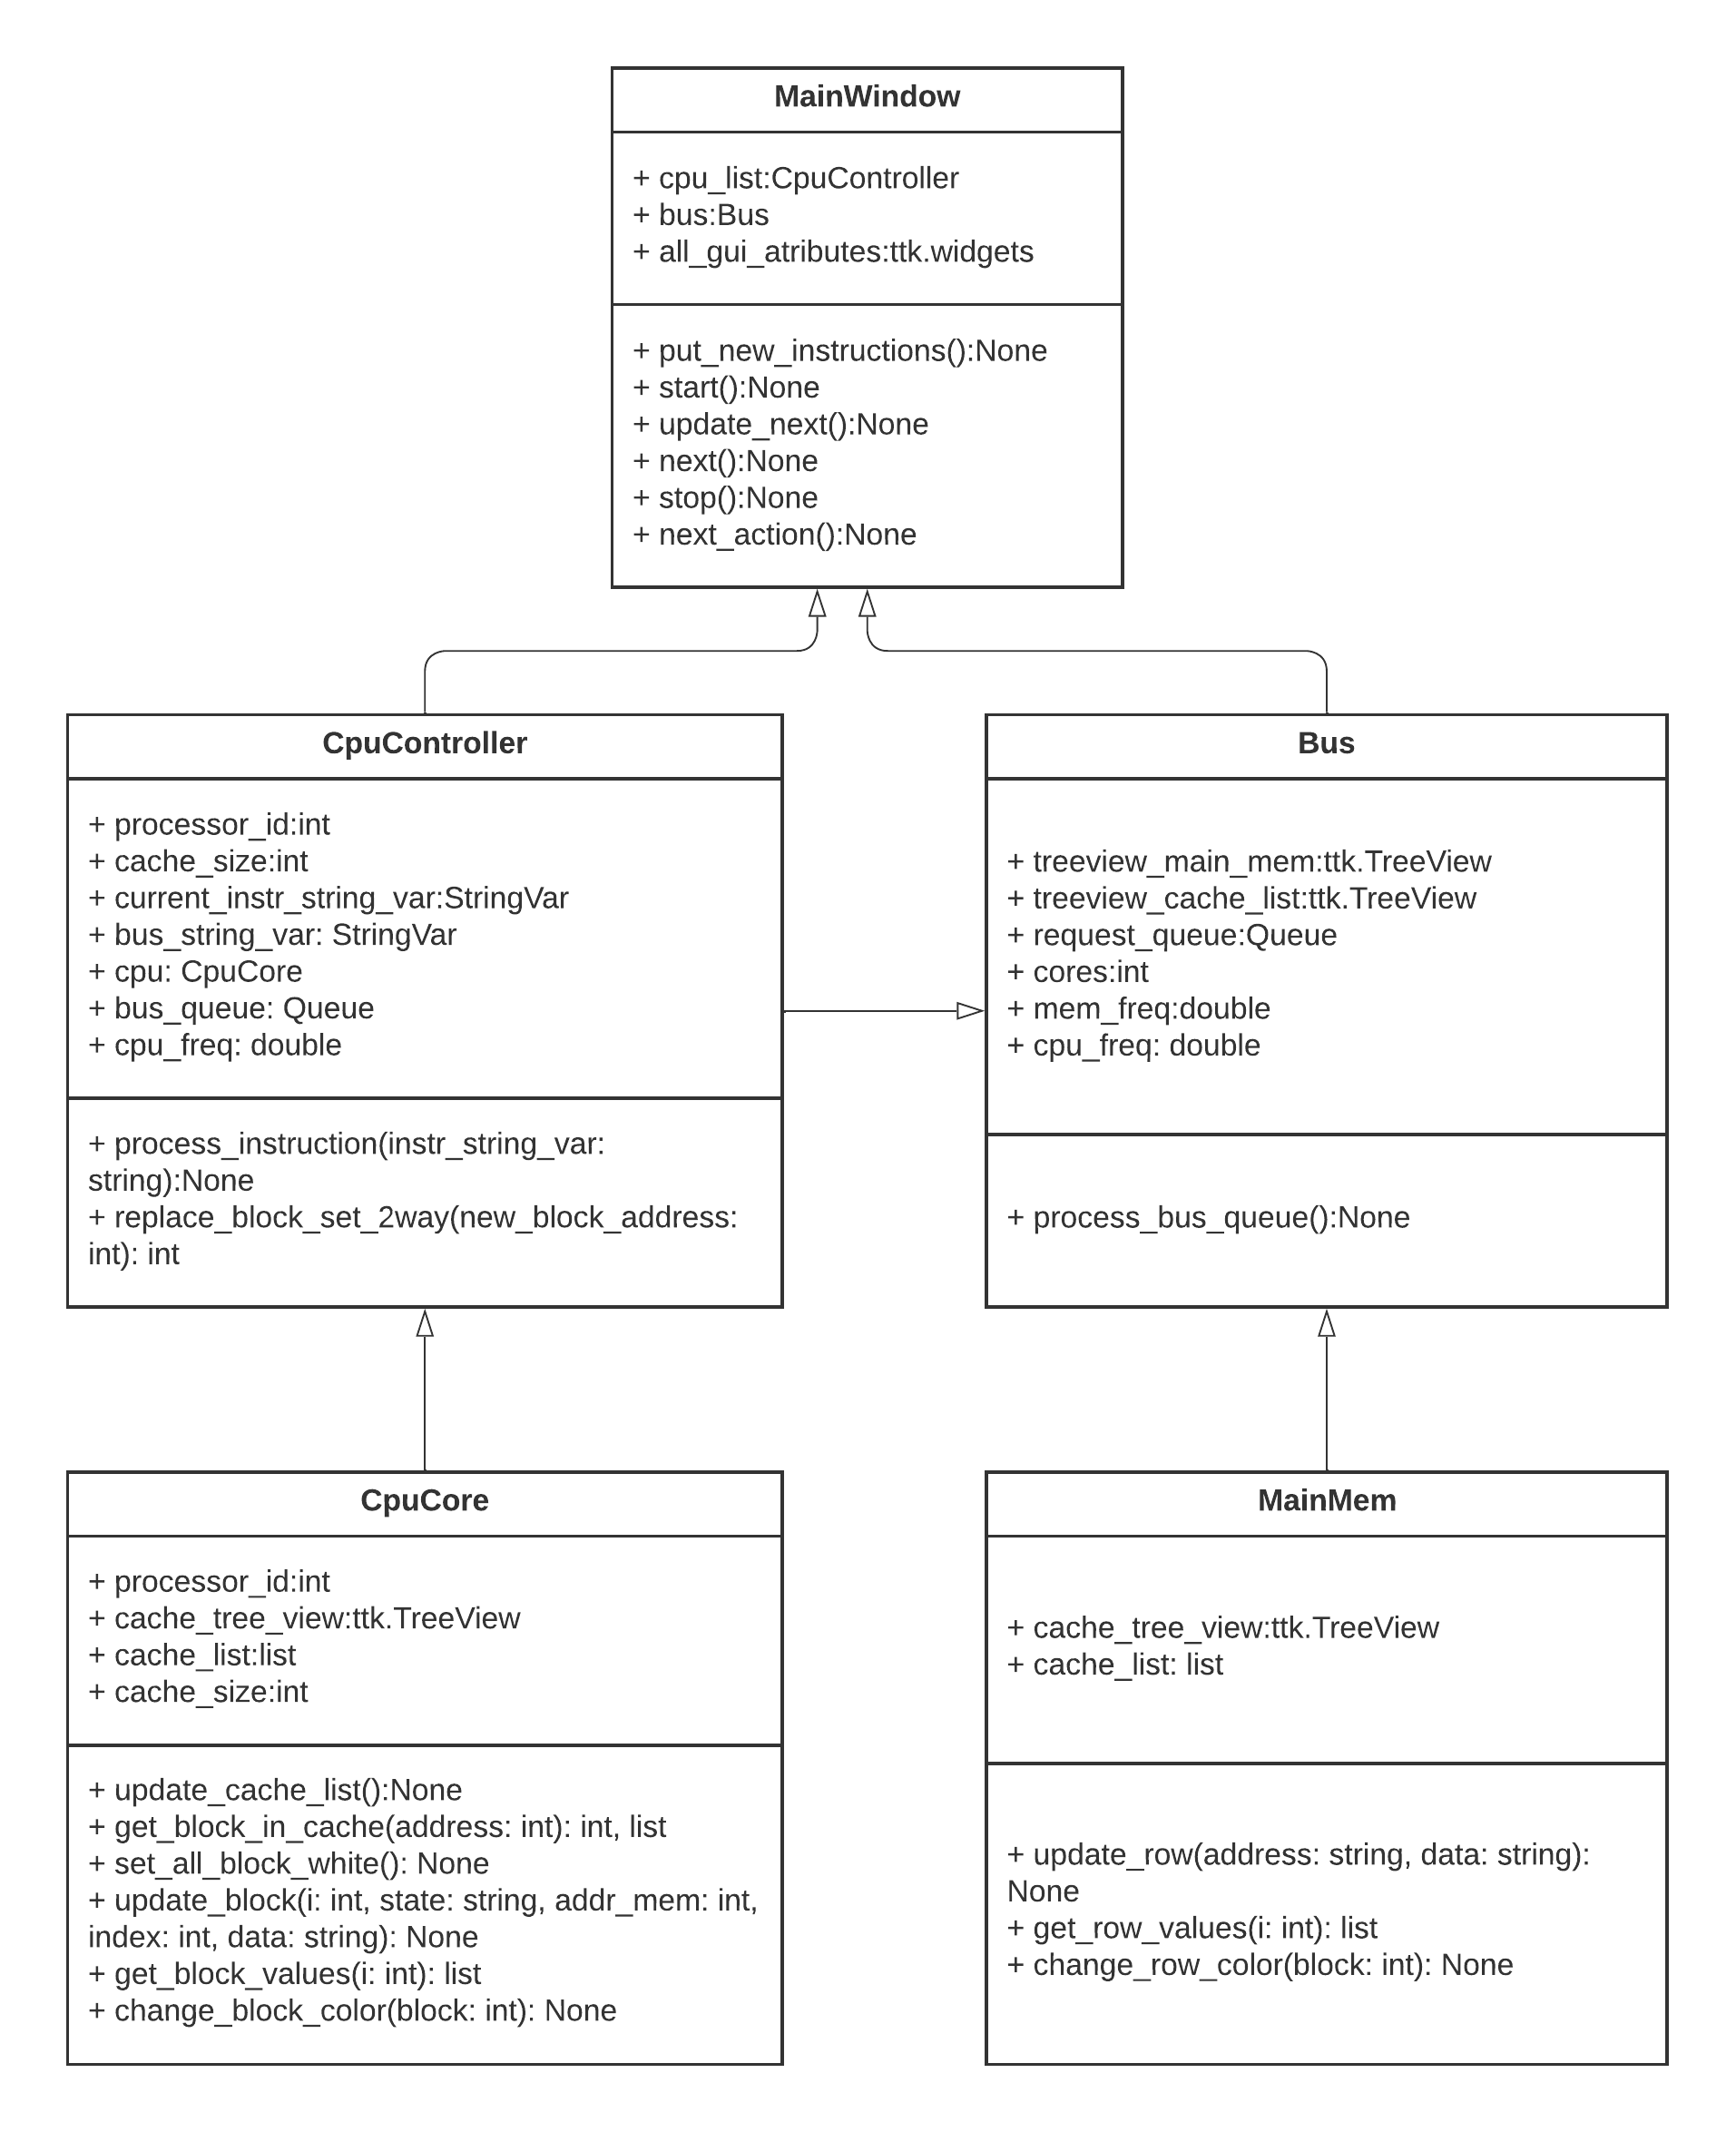 MainWindow
+ cpu_list:CpuController
+ bus:Bus
+ all_gui_atributes:ttk.widgets
+ put_new_instructions():None
+ start():None
+ update_next():None
+ next():None
+ stop():None
+ next_action():None
CpuController
+ processor_id:int
+ cache_size:int
+ current_instr_string_var:StringVar
+ bus_string_var: StringVar
+ cpu: CpuCore
+ bus_queue: Queue
+ cpu_freq: double
+ process_instruction(instr_string_var:
string):None
+ replace_block_set_2way(new_block_address:
int): int
Bus
+ treeview_main_mem:ttk.TreeView
+ treeview_cache_list:ttk.TreeView
+ request_queue:Queue
+ cores:int
+ mem_freq:double
+ cpu_freq: double
+ process_bus_queue():None
CpuCore
+ processor_id:int
+ cache_tree_view:ttk.TreeView
+ cache_list:list
+ cache_size:int
+ update_cache_list():None
+ get_block_in_cache(address: int): int, list
+ set_all_block_white(): None
+ update_block(i: int, state: string, addr_mem: int,
index: int, data: string): None
+ get_block_values(i: int): list
+ change_block_color(block: int): None
MainMem
+ cache_tree_view:ttk.TreeView
+ cache_list: list
+ update_row(address: string, data: string):
None
+ get_row_values(i: int): list
+ change_row_color(block: int): None